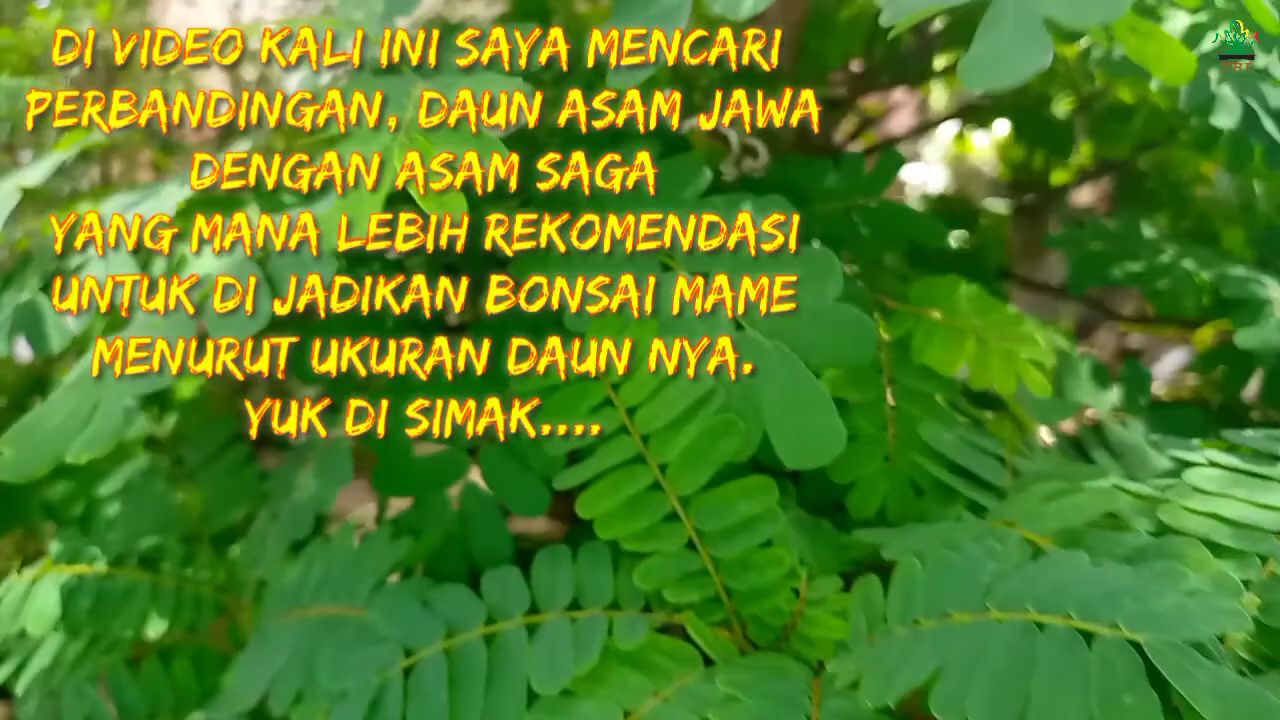 DI VIDEO KALI INI SAYA MENCARI
PERBANDINGAN, DAUN ASAM JAWA
DENGAN ASAM SAGA
YANG MANA LEBIH REKOMENDASI
UNTUK DI JADIKAN BONSAI MAME
MENURUT UKURAN DAUN NYA.
YUK DI SIMAK....